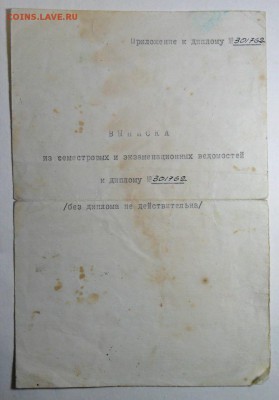 COINS.LAVE.RU
Приложение к диплому №301762.
ВЫПИСКА
из семестровых и экзаменационных ведомостей
к диплому №301762.
/без диплома не действительна/